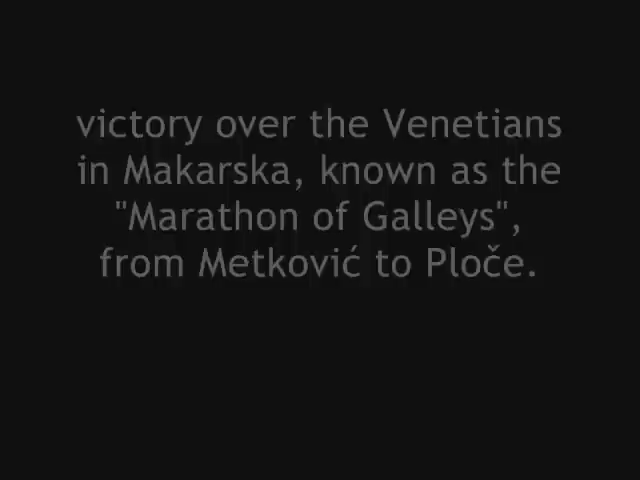 victory over the Venetians
in Makarska, known as the
"Marathon of Galleys",
from Metković to Ploče.